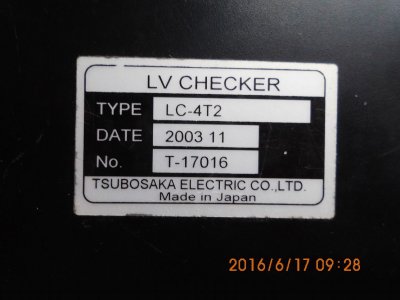 LV CHECKER
TYPE LC-4T2
DATE 2003 11
No. T-17016
TSUBOSAKA ELECTRIC CO.,LTD.
Made in Japan
2016/6/17 09:28